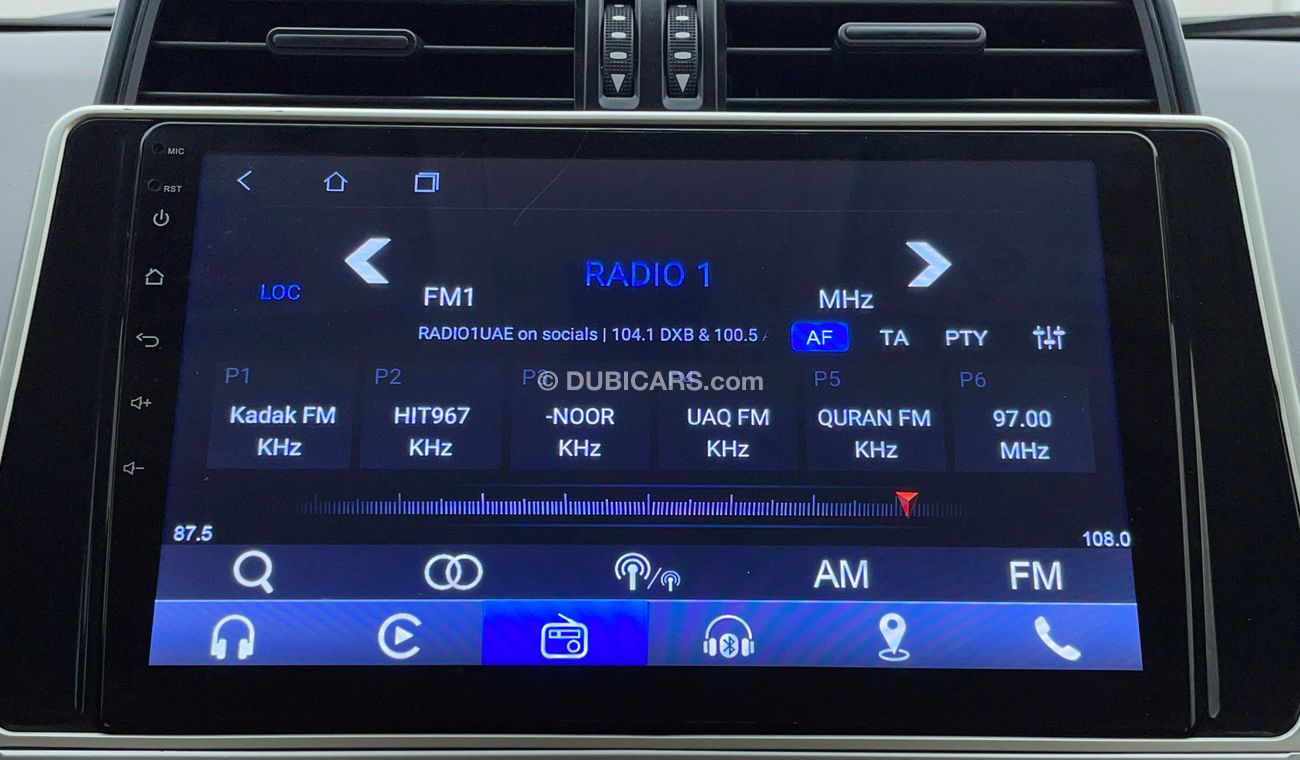 MIC
RST
RADIO 1
LOC
FM1
MHz
RADIO1UAE on socials | 104.1 DXB & 100.5
AF
TA
PTY
P1
P2
P3
P5
P6
© DUBICARS.com
Kadak FM
KHz
HIT967
KHz
-NOOR
KHz
UAQ FM
KHz
QURAN FM
KHz
97.00
MHz
87.5
108.0
AM
FM